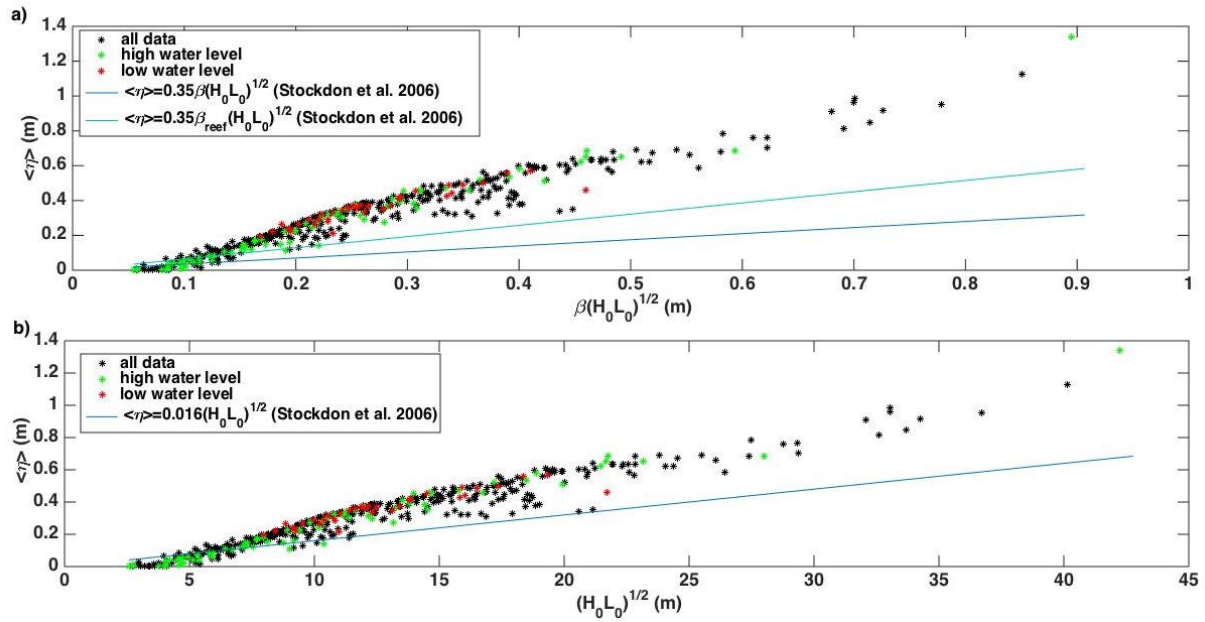 a)
1.4
1.2
1
0.8
0.6
0.4
0.2
0
<η> (m)
all data
high water level
low water level
<η>=0.35β(H₀L₀)^1/2 (Stockdon et al. 2006)
<η>=0.35β_reef(H₀L₀)^1/2 (Stockdon et al. 2006)
0 0.1 0.2 0.3 0.4 0.5 0.6 0.7 0.8 0.9 1
β(H₀L₀)^1/2 (m)
b)
1.4
1.2
1
0.8
0.6
0.4
0.2
0
<η> (m)
all data
high water level
low water level
<η>=0.016(H₀L₀)^1/2 (Stockdon et al. 2006)
0 5 10 15 20 25 30 35 40 45
(H₀L₀)^1/2 (m)